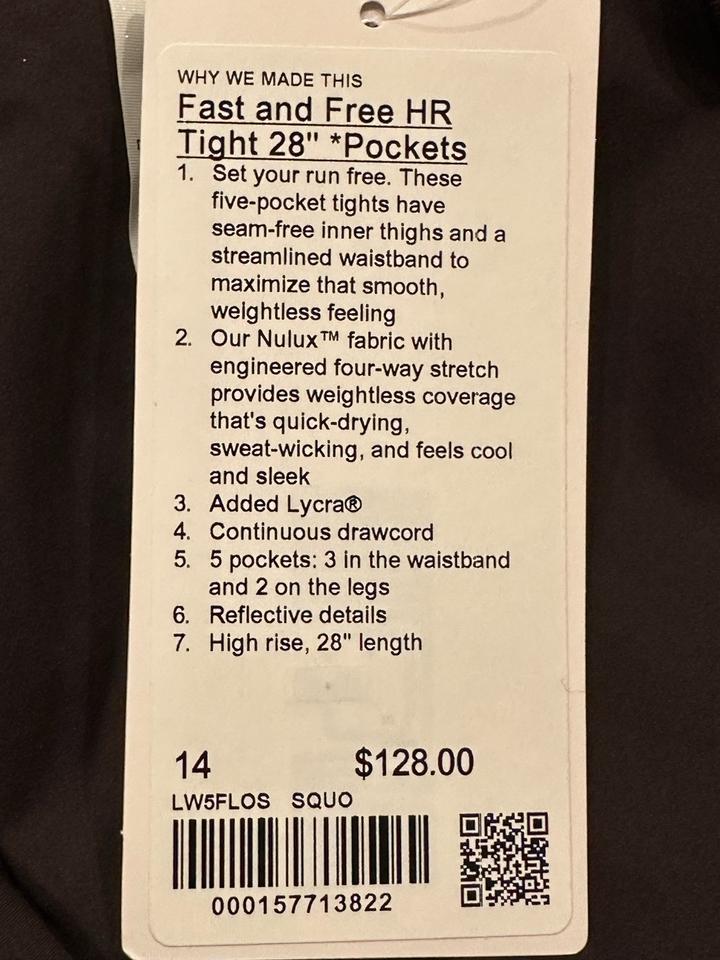 WHY WE MADE THIS
Fast and Free HR
Tight 28" *Pockets
1. Set your run free. These
five-pocket tights have
seam-free inner thighs and a
streamlined waistband to
maximize that smooth,
weightless feeling
2. Our Nulux™ fabric with
engineered four-way stretch
provides weightless coverage
that's quick-drying,
sweat-wicking, and feels cool
and sleek
3. Added Lycra®
4. Continuous drawcord
5. 5 pockets: 3 in the waistband
and 2 on the legs
6. Reflective details
7. High rise, 28" length
14 $128.00
LW5FLOS SQUO
000157713822